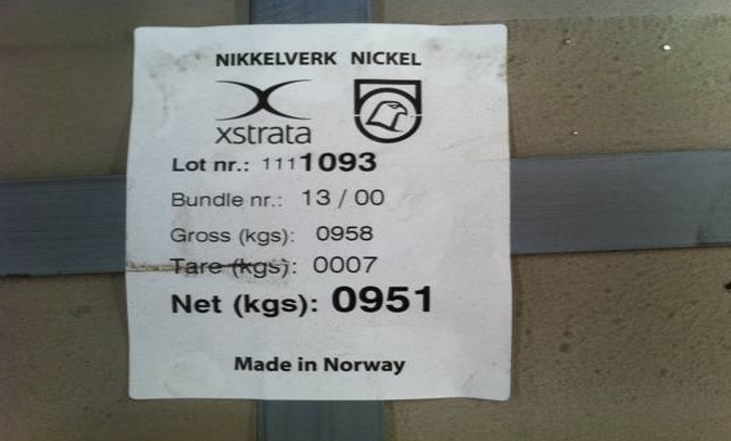 NIKKELVERK NICKEL
xstrata
Lot nr.: 1111093
Bundle nr.: 13 / 00
Gross (kgs): 0958
Tare (kgs): 0007
Net (kgs): 0951
Made in Norway